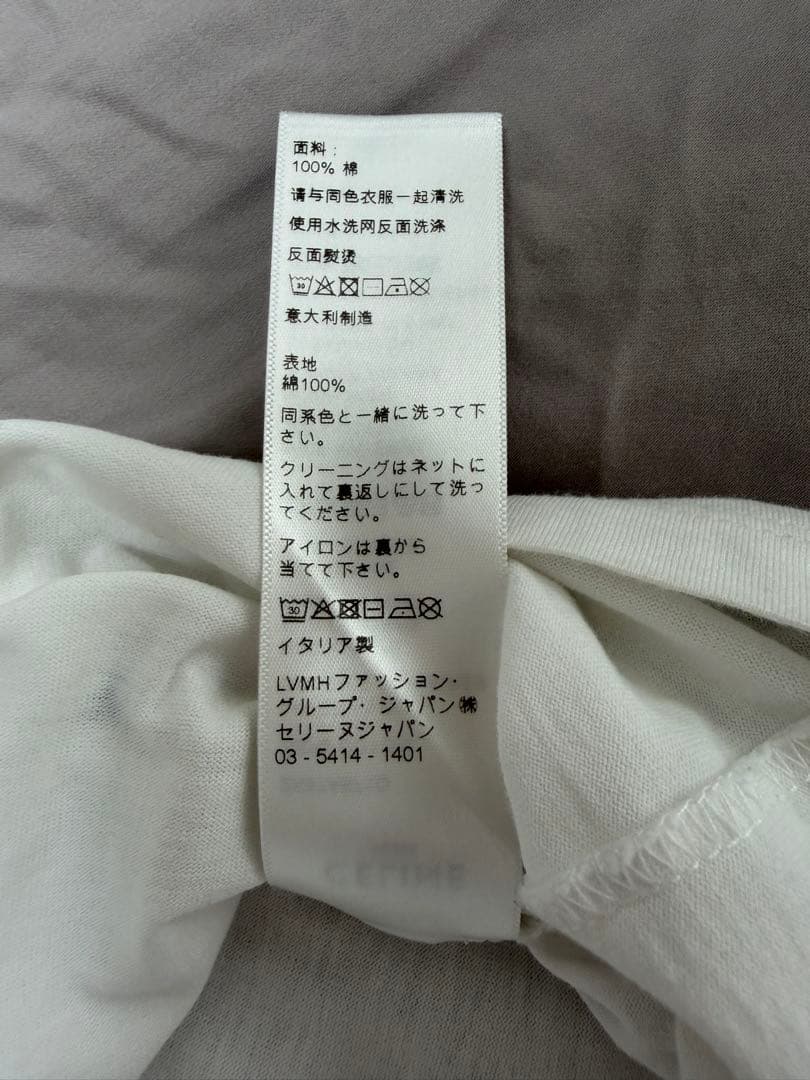 面料 :
100% 棉
请与同色衣服一起清洗
使用水洗网反面洗涤
反面熨烫
30
意大利制造
表地
綿100%
同系色と一緒に洗って下
さい。
クリーニングはネットに
入れて裏返しにして洗っ
てください。
アイロンは裏から
当てて下さい。
30
イタリア製
LVMHファッション·
グループ· ジャパン㈱
セリーヌジャパン
03 - 5414 - 1401
CELINE